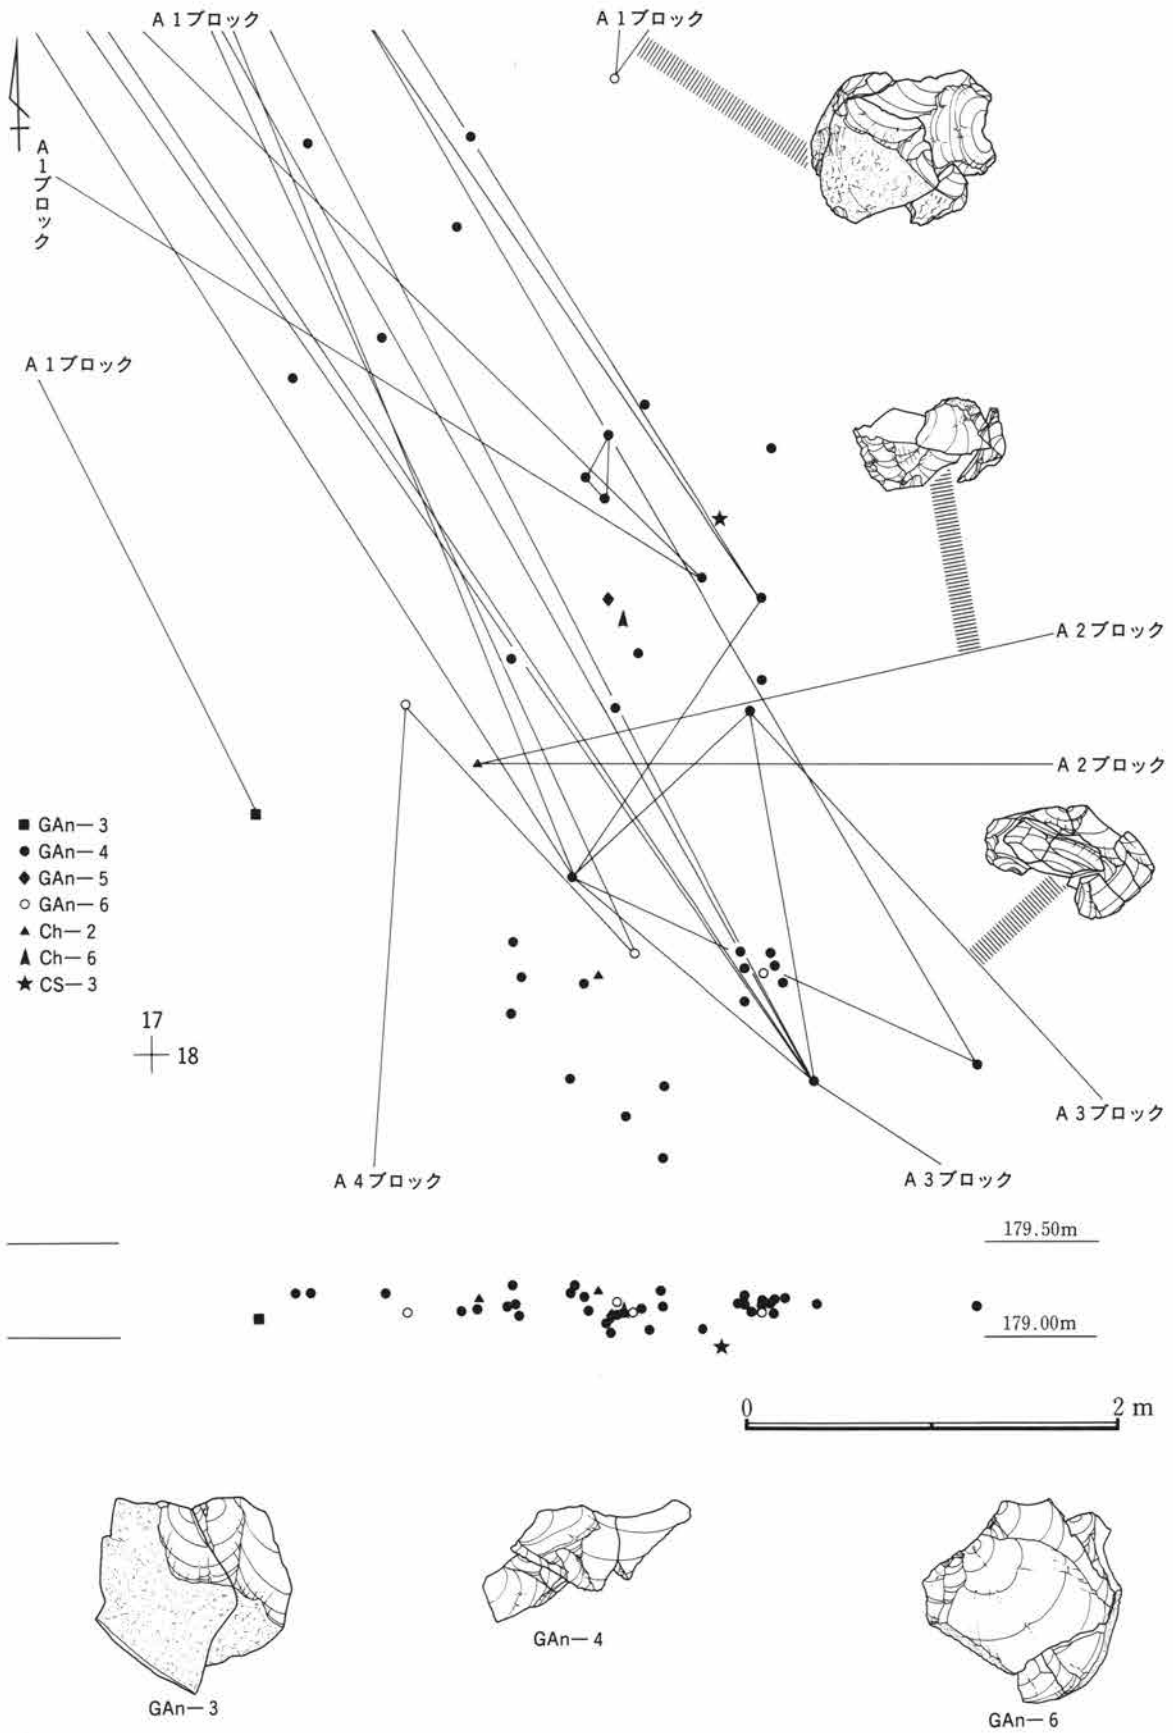 A 1ブロック
A 1ブロック
A1ブロック
A 1ブロック
A 2ブロック
A 2ブロック
■ GAn—3
● GAn—4
◆ GAn—5
○ GAn—6
▲ Ch—2
Ch—6
★ CS—3
17
18
A 3ブロック
A 4ブロック
A 3ブロック
179.50m
179.00m
0
2 m
GAn—3
GAn—4
GAn—6